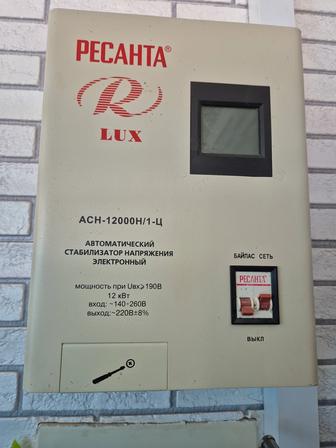 РЕСАНТА®
R
LUX
АСН-12000Н/1-Ц
АВТОМАТИЧЕСКИЙ
СТАБИЛИЗАТОР НАПРЯЖЕНИЯ
ЭЛЕКТРОННЫЙ
мощность при Uвх≥190В
12 кВт
вход: ~140-260В
выход:~220В±8%
БАЙПАС СЕТЬ
РЕСАНТА
ВЫКЛ